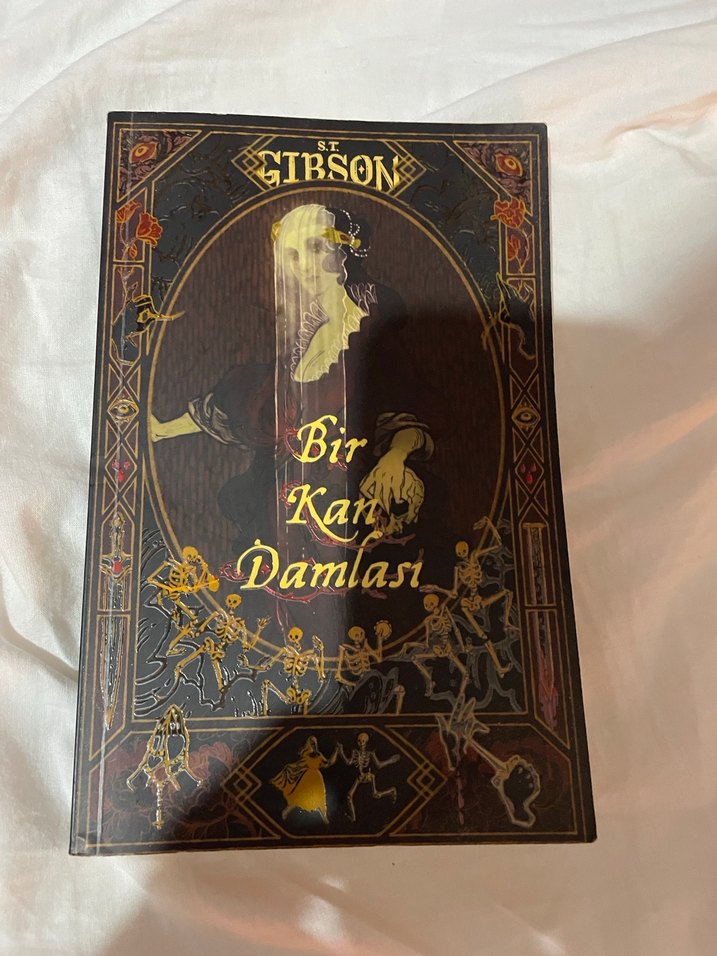 S.T.
GIBSON
Bir
Kan
Damlası